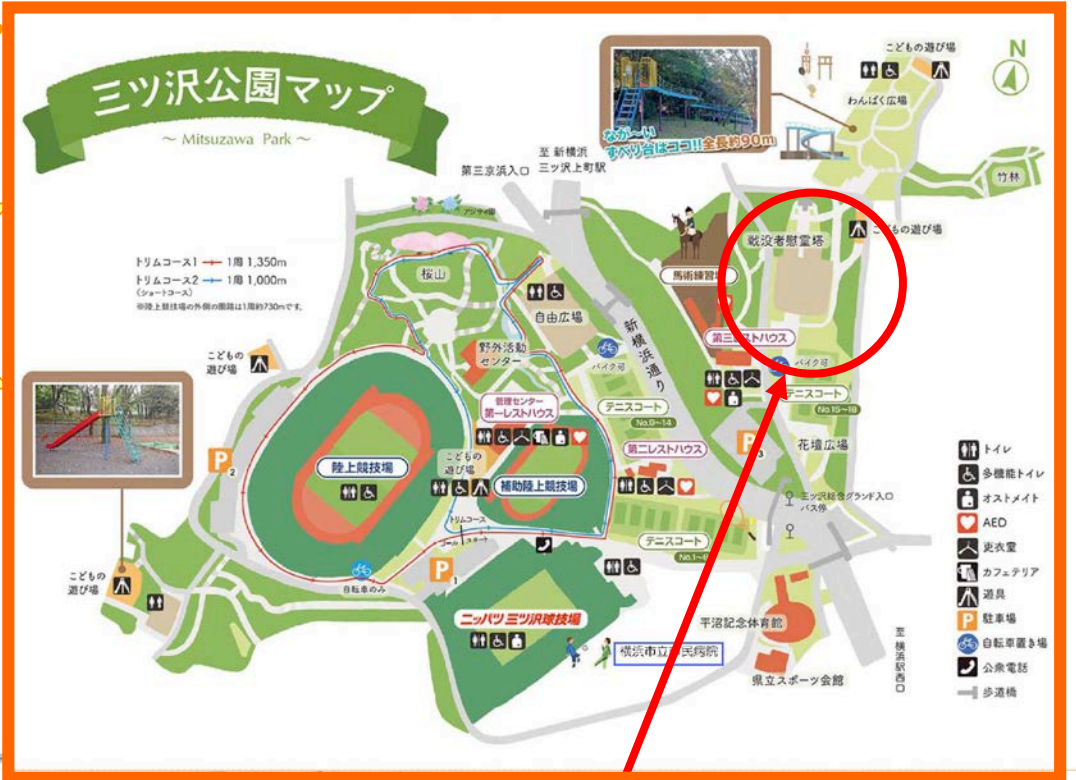 三ツ沢公園マップ
～ Mitsuzawa Park ～
なが〜い
すべり台はココ!!全長約90m
こどもの遊び場
N
わんぱく広場
竹林
至 新横浜
三ツ沢上町駅
第三京浜入口
アジサイ園
戦没者慰霊塔
こどもの遊び場
馬術練習場
トリムコース1 1周 1,350m
トリムコース2 1周 1,000m
(ショートコース)
※陸上競技場の外側の園路は1周約730mです。
桜山
自由広場
新横浜通り
野外活動
センター
バイク可
第三レストハウス
バイク可
こどもの
遊び場
管理センター
第一レストハウス
テニスコート
No.9～14
テニスコート
No.15～18
P2
陸上競技場
こどもの
遊び場
補助陸上競技場
第二レストハウス
P3
花壇広場
三ツ沢総合グランド入口
バス停
トリムコース
ゴール スタート
テニスコート
P1
こどもの
遊び場
自転車のみ
ニッパツ 三ツ沢球技場
平沼記念体育館
県立スポーツ会館
至 横浜駅西口
トイレ
多機能トイレ
オストメイト
AED
更衣室
カフェテリア
遊具
P 駐車場
自転車置き場
公衆電話
歩道橋